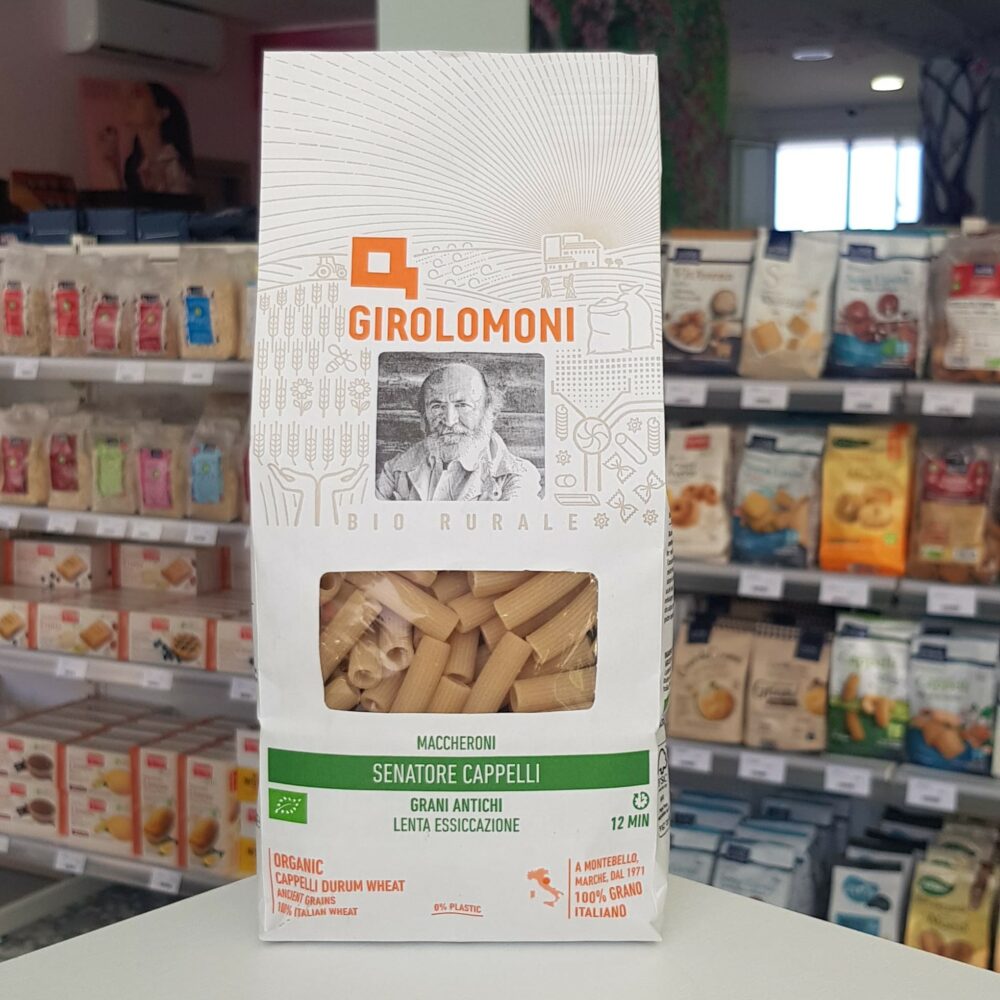 GIROLOMONI
BIO RURALE
MACCHERONI
SENATORE CAPPELLI
GRANI ANTICHI
LENTA ESSICCAZIONE
12 MIN
ORGANIC
CAPPELLI DURUM WHEAT
ANCIENT GRAINS
100% ITALIAN WHEAT
0% PLASTIC
A MONTEBELLO,
MARCHE, DAL 1971
100% GRANO
ITALIANO